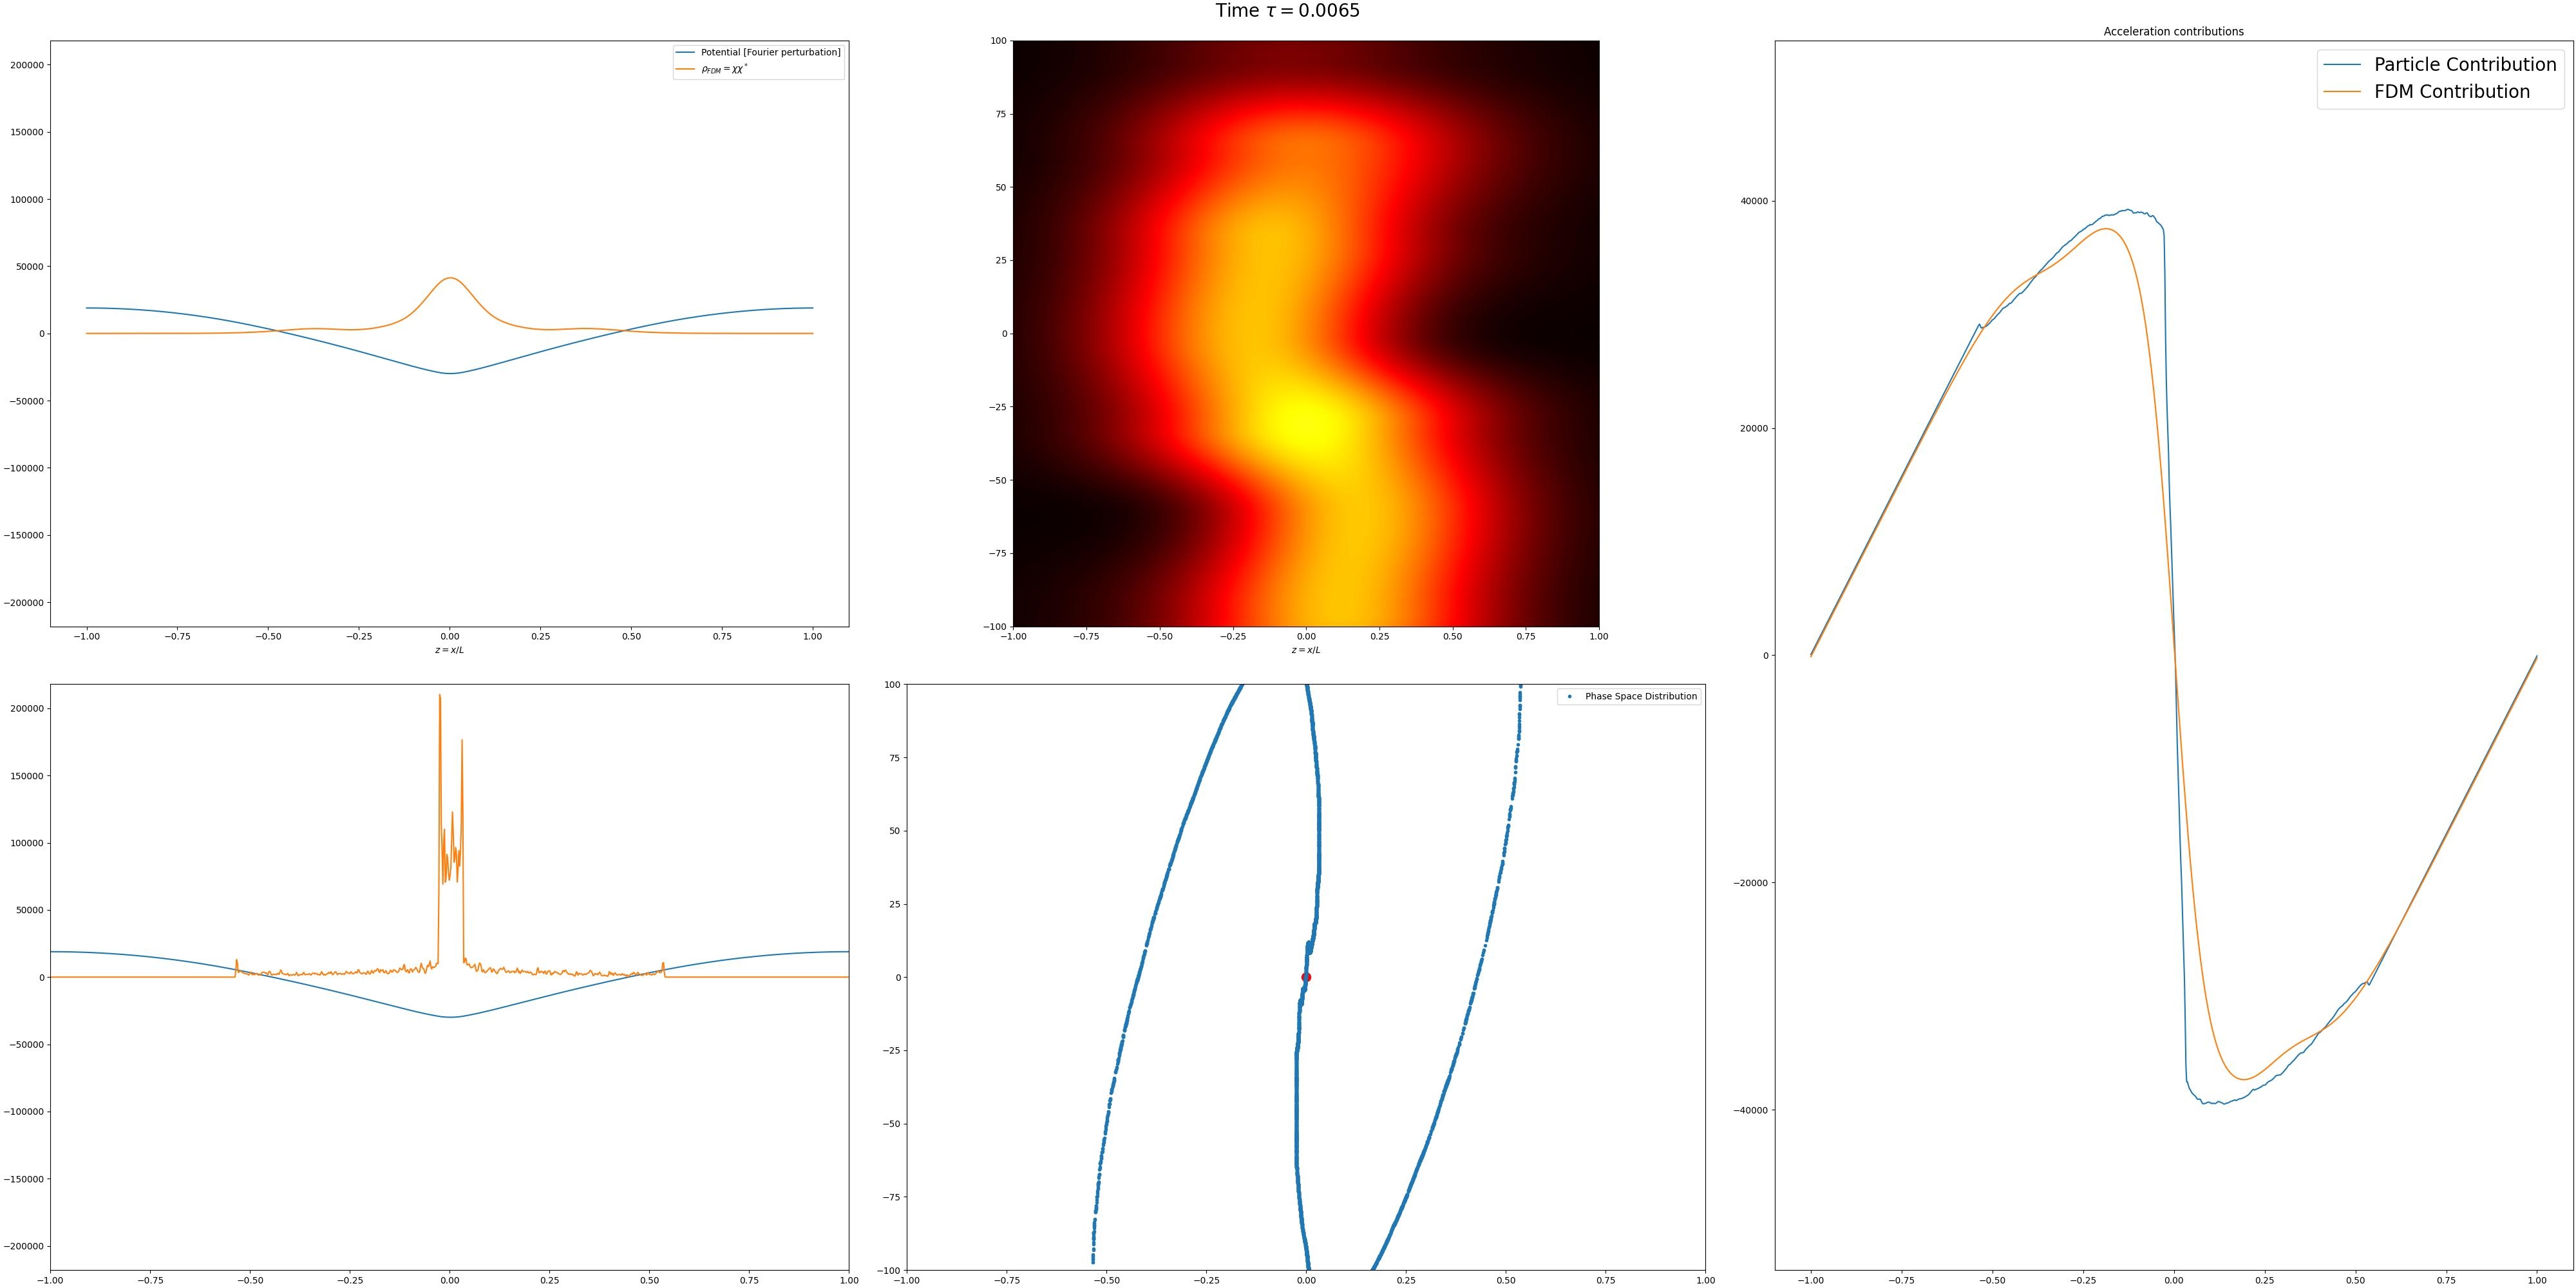 Time τ = 0.0065
Potential [Fourier perturbation]
ρFDM = χχ*
200000
150000
100000
50000
0
−50000
−100000
−150000
−200000
−1.00 −0.75 −0.50 −0.25 0.00 0.25 0.50 0.75 1.00
z = x/L
100
75
50
25
0
−25
−50
−75
−100
−1.00 −0.75 −0.50 −0.25 0.00 0.25 0.50 0.75 1.00
z = x/L
Acceleration contributions
Particle Contribution
FDM Contribution
40000
20000
0
−20000
−40000
−1.00 −0.75 −0.50 −0.25 0.00 0.25 0.50 0.75 1.00
200000
150000
100000
50000
0
−50000
−100000
−150000
−200000
−1.00 −0.75 −0.50 −0.25 0.00 0.25 0.50 0.75 1.00
Phase Space Distribution
100
75
50
25
0
−25
−50
−75
−100
−1.00 −0.75 −0.50 −0.25 0.00 0.25 0.50 0.75 1.00